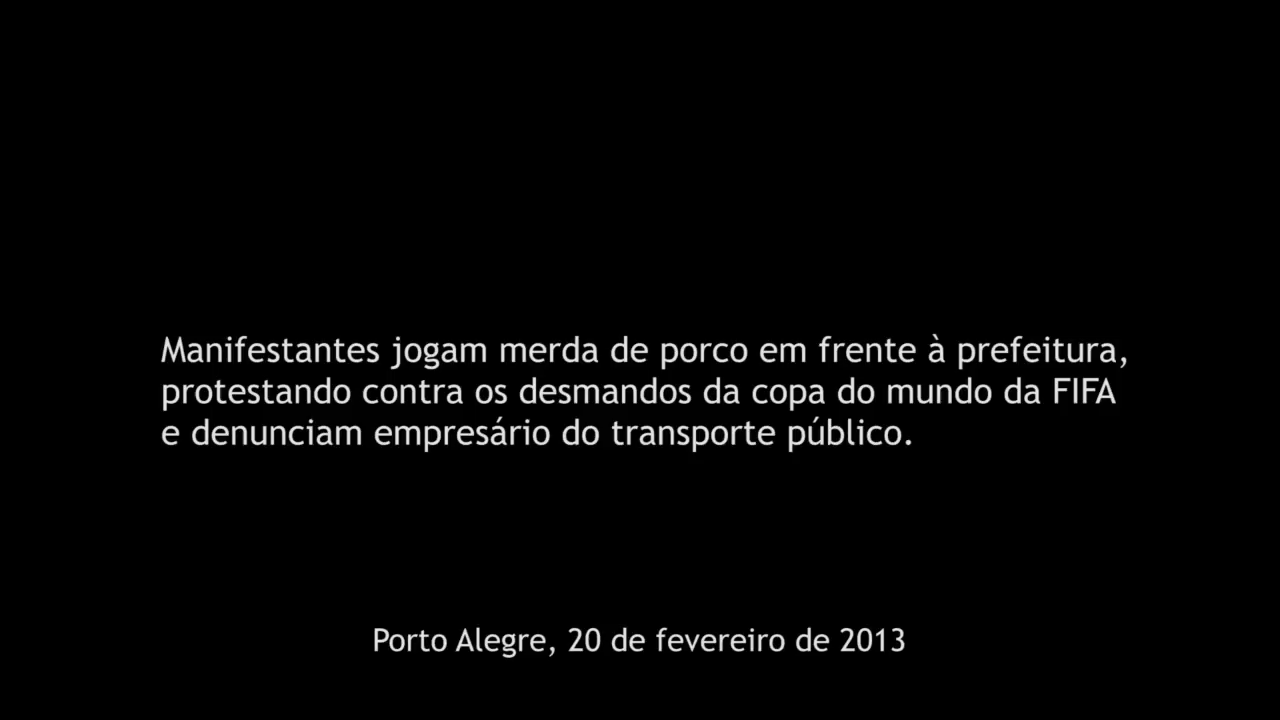 Manifestantes jogam merda de porco em frente à prefeitura,
protestando contra os desmandos da copa do mundo da FIFA
e denunciam empresário do transporte público.
Porto Alegre, 20 de fevereiro de 2013